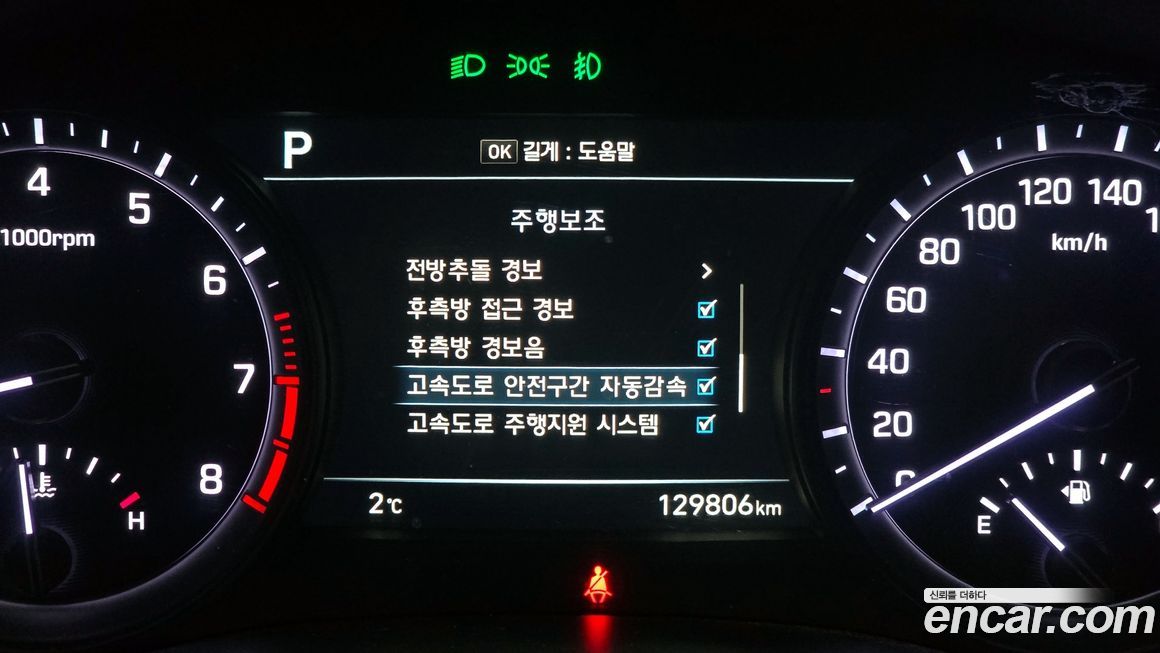 P
OK 길게 : 도움말
주행보조
전방추돌 경보
후측방 접근 경보
후측방 경보음
고속도로 안전구간 자동감속
고속도로 주행지원 시스템
2℃
129806km
4
5
6
7
8
1000rpm
H
0
20
40
60
80
100
120
140
km/h
E
신뢰를 더하다
encar.com